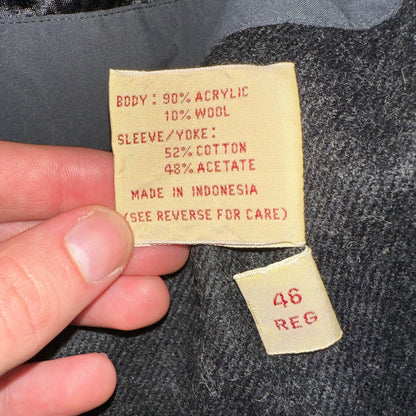 BODY: 90% ACRYLIC
10% WOOL
SLEEVE/YOKE:
52% COTTON
48% ACETATE
MADE IN INDONESIA
(SEE REVERSE FOR CARE)
46
REG